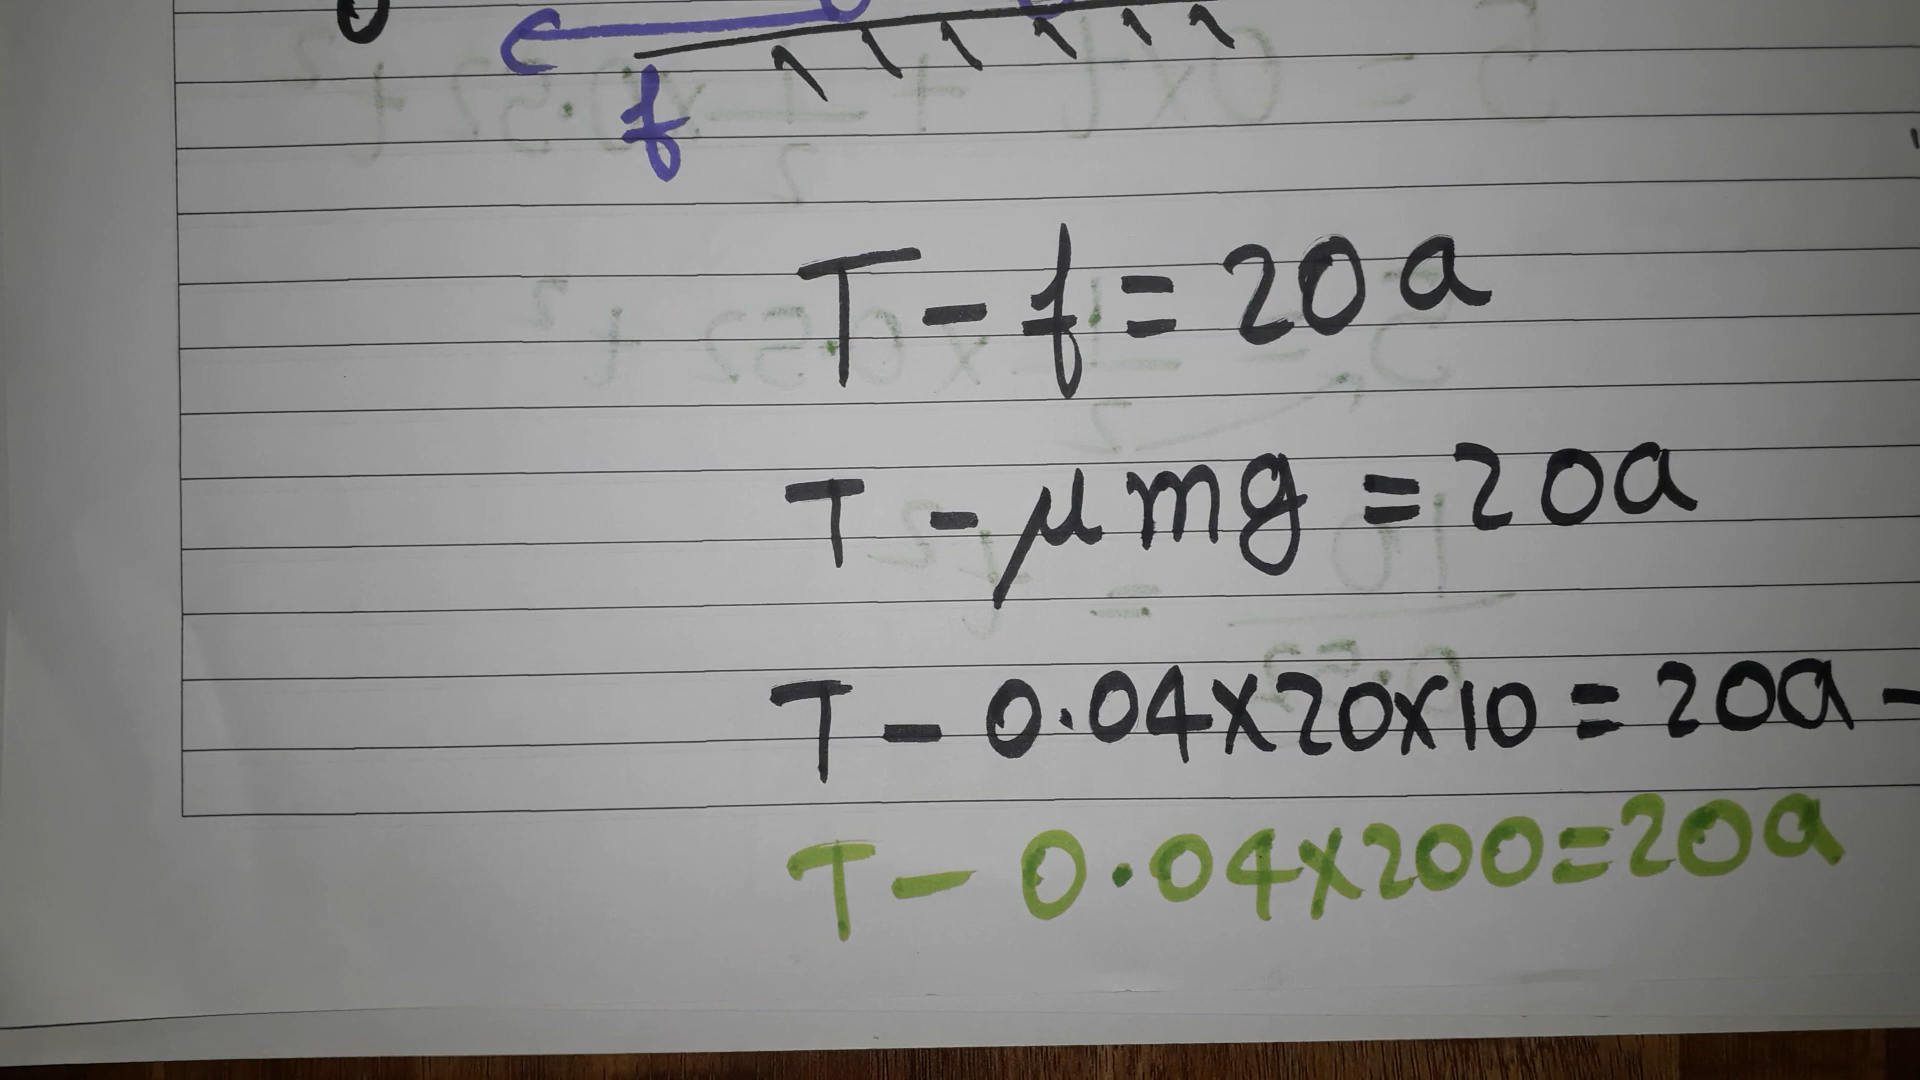 f
T - f = 20a
T - μmg = 20a
T - 0.04×20×10 = 20a -
T - 0.04×200=20a